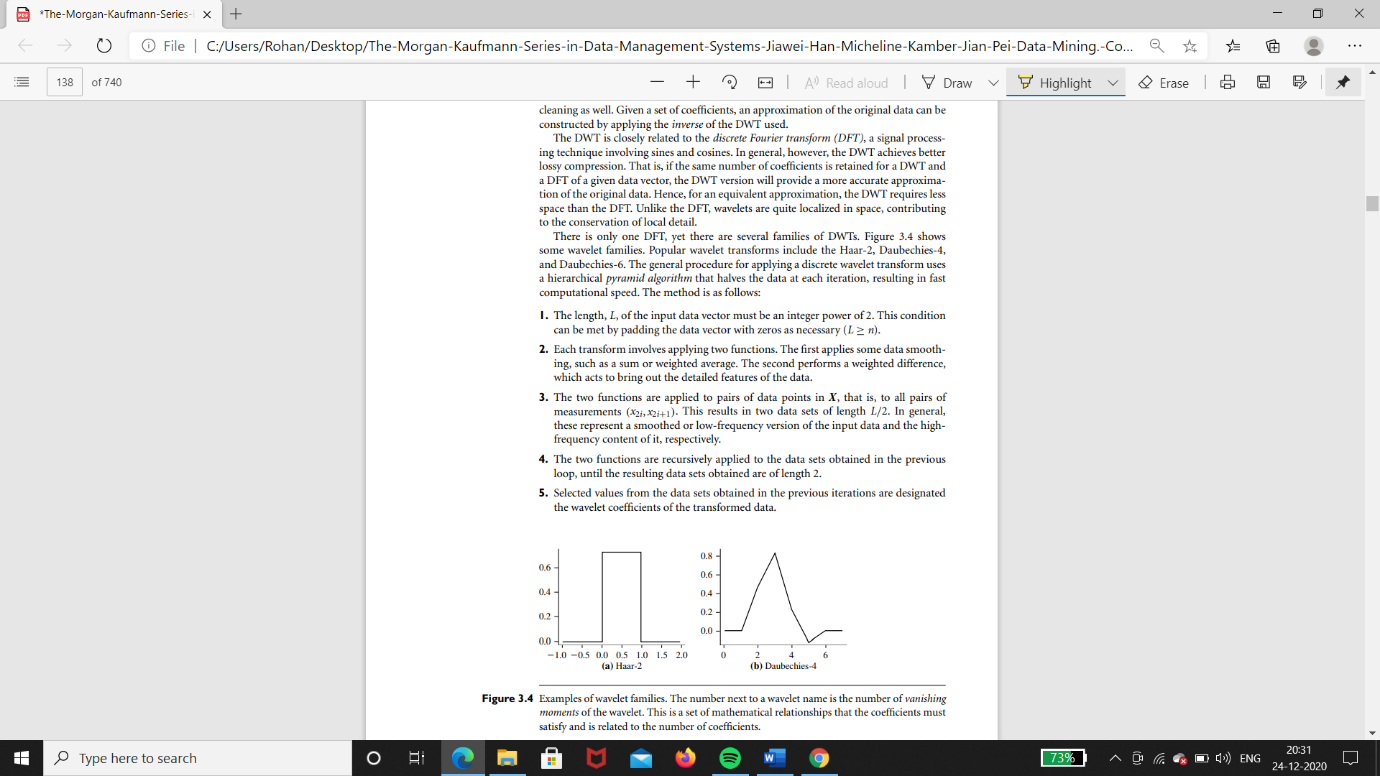 *The-Morgan-Kaufmann-Series-
File | C:/Users/Rohan/Desktop/The-Morgan-Kaufmann-Series-in-Data-Management-Systems-Jiawei-Han-Micheline-Kamber-Jian-Pei-Data-Mining.-Co...
138 of 740 Read aloud Draw Highlight Erase
cleaning as well. Given a set of coefficients, an approximation of the original data can be
constructed by applying the inverse of the DWT used.
The DWT is closely related to the discrete Fourier transform (DFT), a signal process-
ing technique involving sines and cosines. In general, however, the DWT achieves better
lossy compression. That is, if the same number of coefficients is retained for a DWT and
a DFT of a given data vector, the DWT version will provide a more accurate approxima-
tion of the original data. Hence, for an equivalent approximation, the DWT requires less
space than the DFT. Unlike the DFT, wavelets are quite localized in space, contributing
to the conservation of local detail.
There is only one DFT, yet there are several families of DWTs. Figure 3.4 shows
some wavelet families. Popular wavelet transforms include the Haar-2, Daubechies-4,
and Daubechies-6. The general procedure for applying a discrete wavelet transform uses
a hierarchical pyramid algorithm that halves the data at each iteration, resulting in fast
computational speed. The method is as follows:
1. The length, L, of the input data vector must be an integer power of 2. This condition
can be met by padding the data vector with zeros as necessary (L ≥ n).
2. Each transform involves applying two functions. The first applies some data smooth-
ing, such as a sum or weighted average. The second performs a weighted difference,
which acts to bring out the detailed features of the data.
3. The two functions are applied to pairs of data points in X, that is, to all pairs of
measurements (x2i, x2i+1). This results in two data sets of length L/2. In general,
these represent a smoothed or low-frequency version of the input data and the high-
frequency content of it, respectively.
4. The two functions are recursively applied to the data sets obtained in the previous
loop, until the resulting data sets obtained are of length 2.
5. Selected values from the data sets obtained in the previous iterations are designated
the wavelet coefficients of the transformed data.
0.6
0.4
0.2
0.0
−1.0 −0.5 0.0 0.5 1.0 1.5 2.0
(a) Haar-2
0.8
0.6
0.4
0.2
0.0
0 2 4 6
(b) Daubechies-4
Figure 3.4 Examples of wavelet families. The number next to a wavelet name is the number of vanishing
moments of the wavelet. This is a set of mathematical relationships that the coefficients must
satisfy and is related to the number of coefficients.
Type here to search
73%
ENG
20:31
24-12-2020